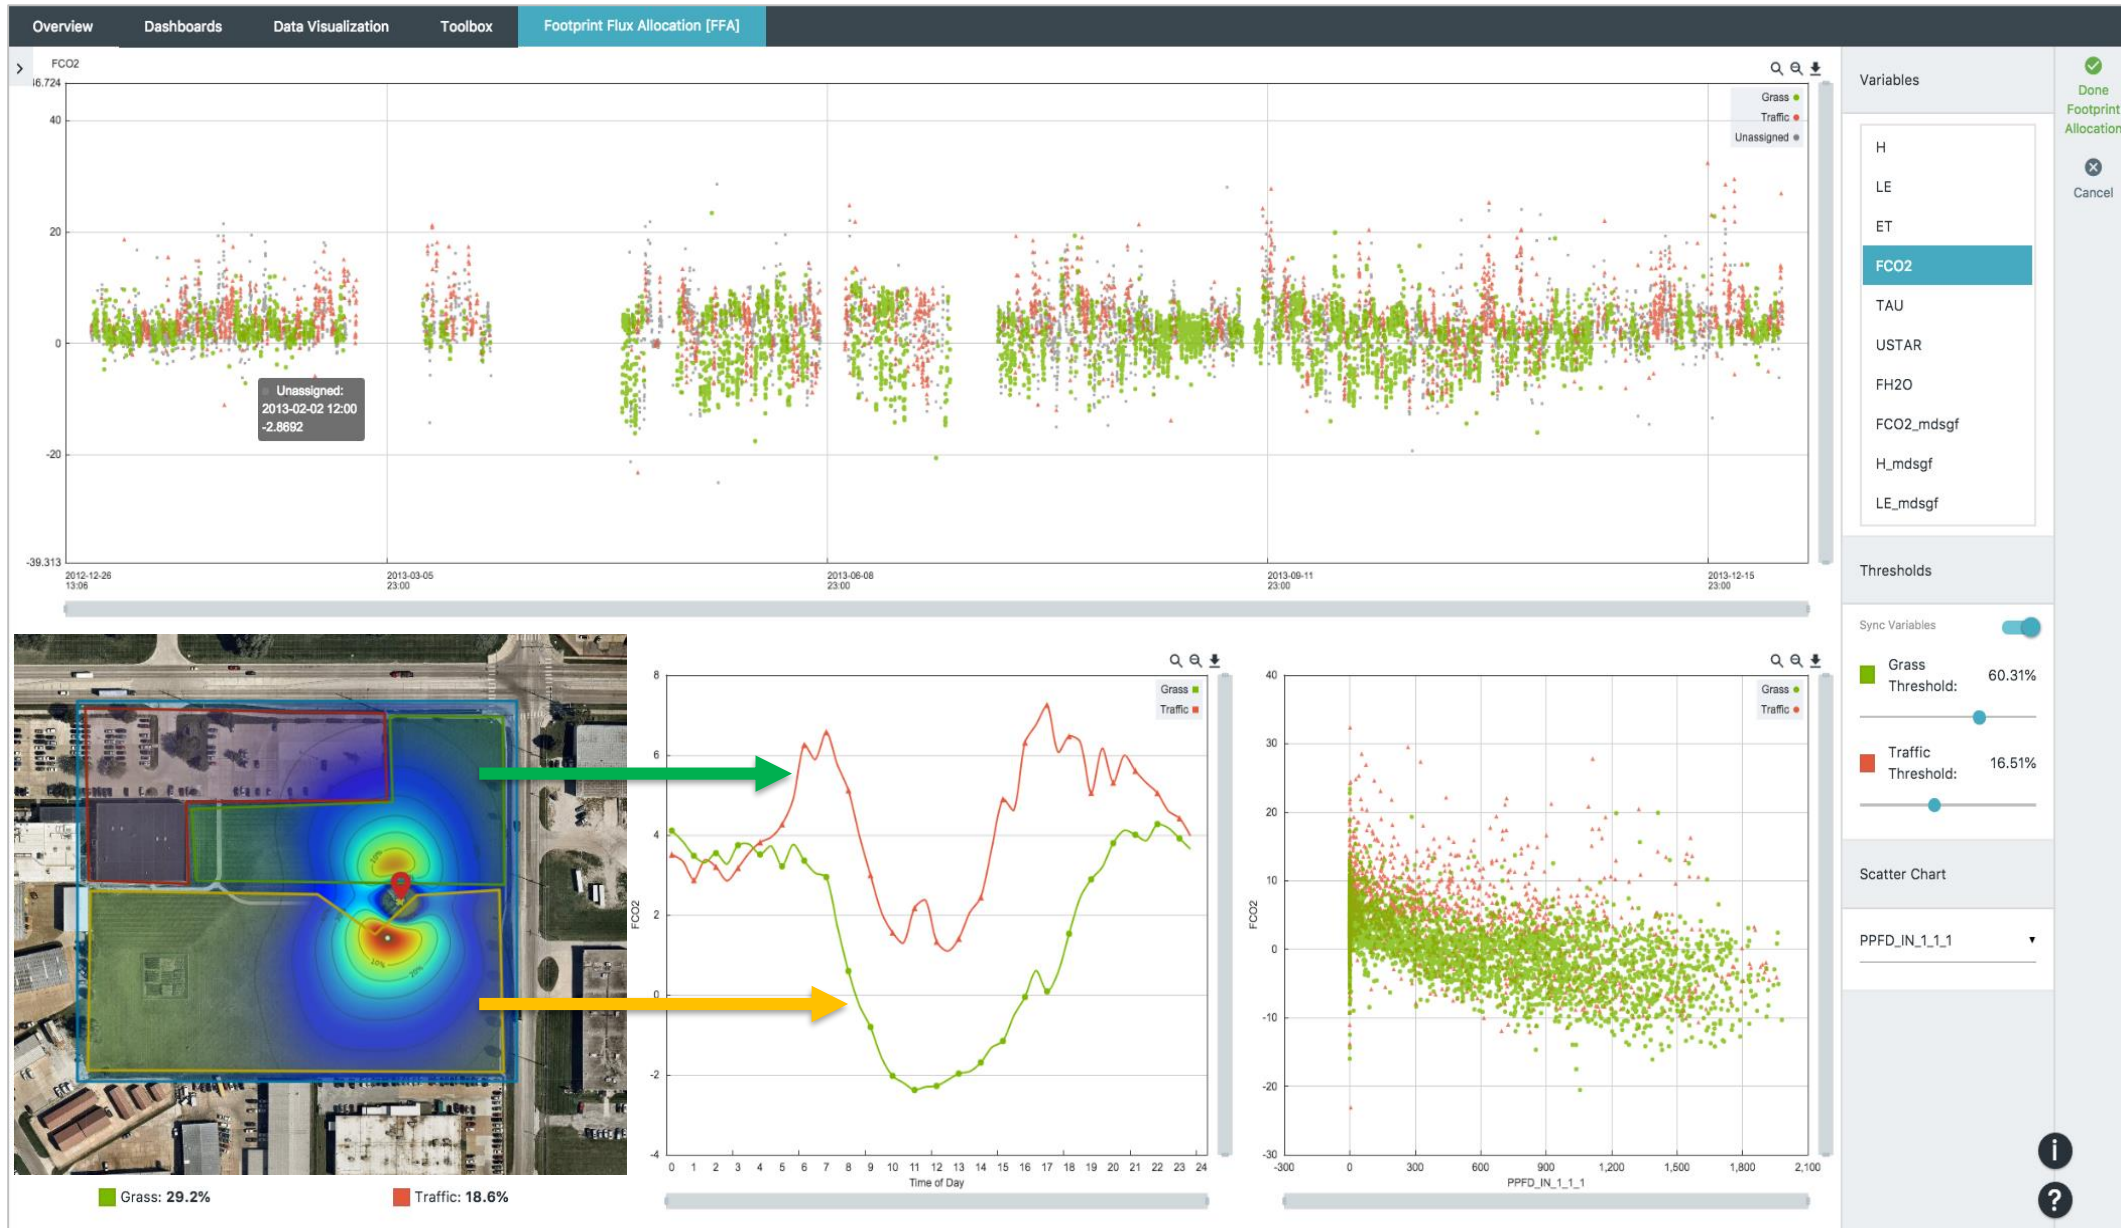 Overview Dashboards Data Visualization Toolbox Footprint Flux Allocation [FFA]
FCO2
46.724
40
20
0
-20
-39.313
Grass
Traffic
Unassigned
Unassigned:
2013-02-02 12:00
-2.8692
2012-12-26
13:06
2013-03-05
23:00
2013-06-08
23:00
2013-09-11
23:00
2013-12-15
23:00
Variables
H
LE
ET
FCO2
TAU
USTAR
FH2O
FCO2_mdsgf
H_mdsgf
LE_mdsgf
Done
Footprint
Allocation
Cancel
Thresholds
Sync Variables
Grass
Threshold:
60.31%
Traffic
Threshold:
16.51%
Scatter Chart
PPFD_IN_1_1_1
10%
10%
20%
Grass: 29.2% Traffic: 18.6%
8
6
4
2
0
-2
-4
FCO2
Grass
Traffic
0 1 2 3 4 5 6 7 8 9 10 11 12 13 14 15 16 17 18 19 20 21 22 23 24
Time of Day
40
30
20
10
0
-10
-20
-30
FCO2
Grass
Traffic
-300 0 300 600 900 1,200 1,500 1,800 2,100
PPFD_IN_1_1_1
i
?